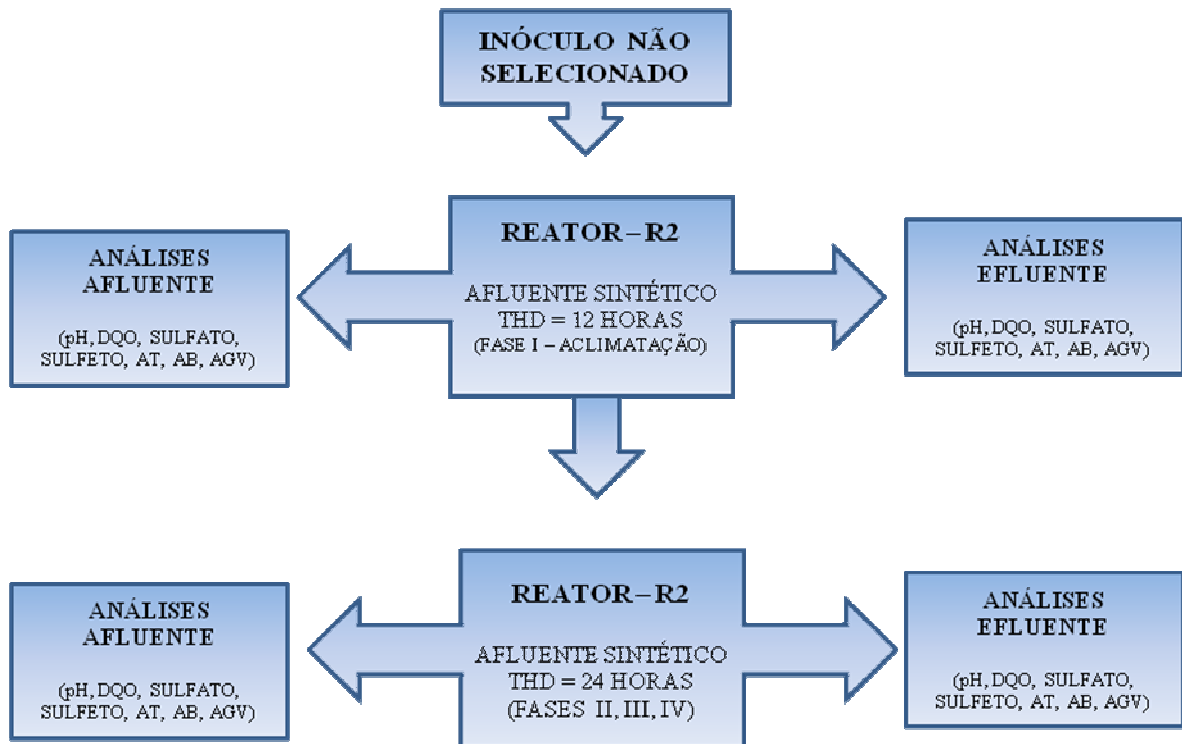 INÓCULO NÃO
SELECIONADO
REATOR – R2
AFLUENTE SINTÉTICO
THD = 12 HORAS
(FASE I – ACLIMATAÇÃO)
ANÁLISES
AFLUENTE
(pH, DQO, SULFATO,
SULFETO, AT, AB, AGV)
ANÁLISES
EFLUENTE
(pH, DQO, SULFATO,
SULFETO, AT, AB, AGV)
REATOR – R2
AFLUENTE SINTÉTICO
THD = 24 HORAS
(FASES II, III, IV)
ANÁLISES
AFLUENTE
(pH, DQO, SULFATO,
SULFETO, AT, AB, AGV)
ANÁLISES
EFLUENTE
(pH, DQO, SULFATO,
SULFETO, AT, AB, AGV)